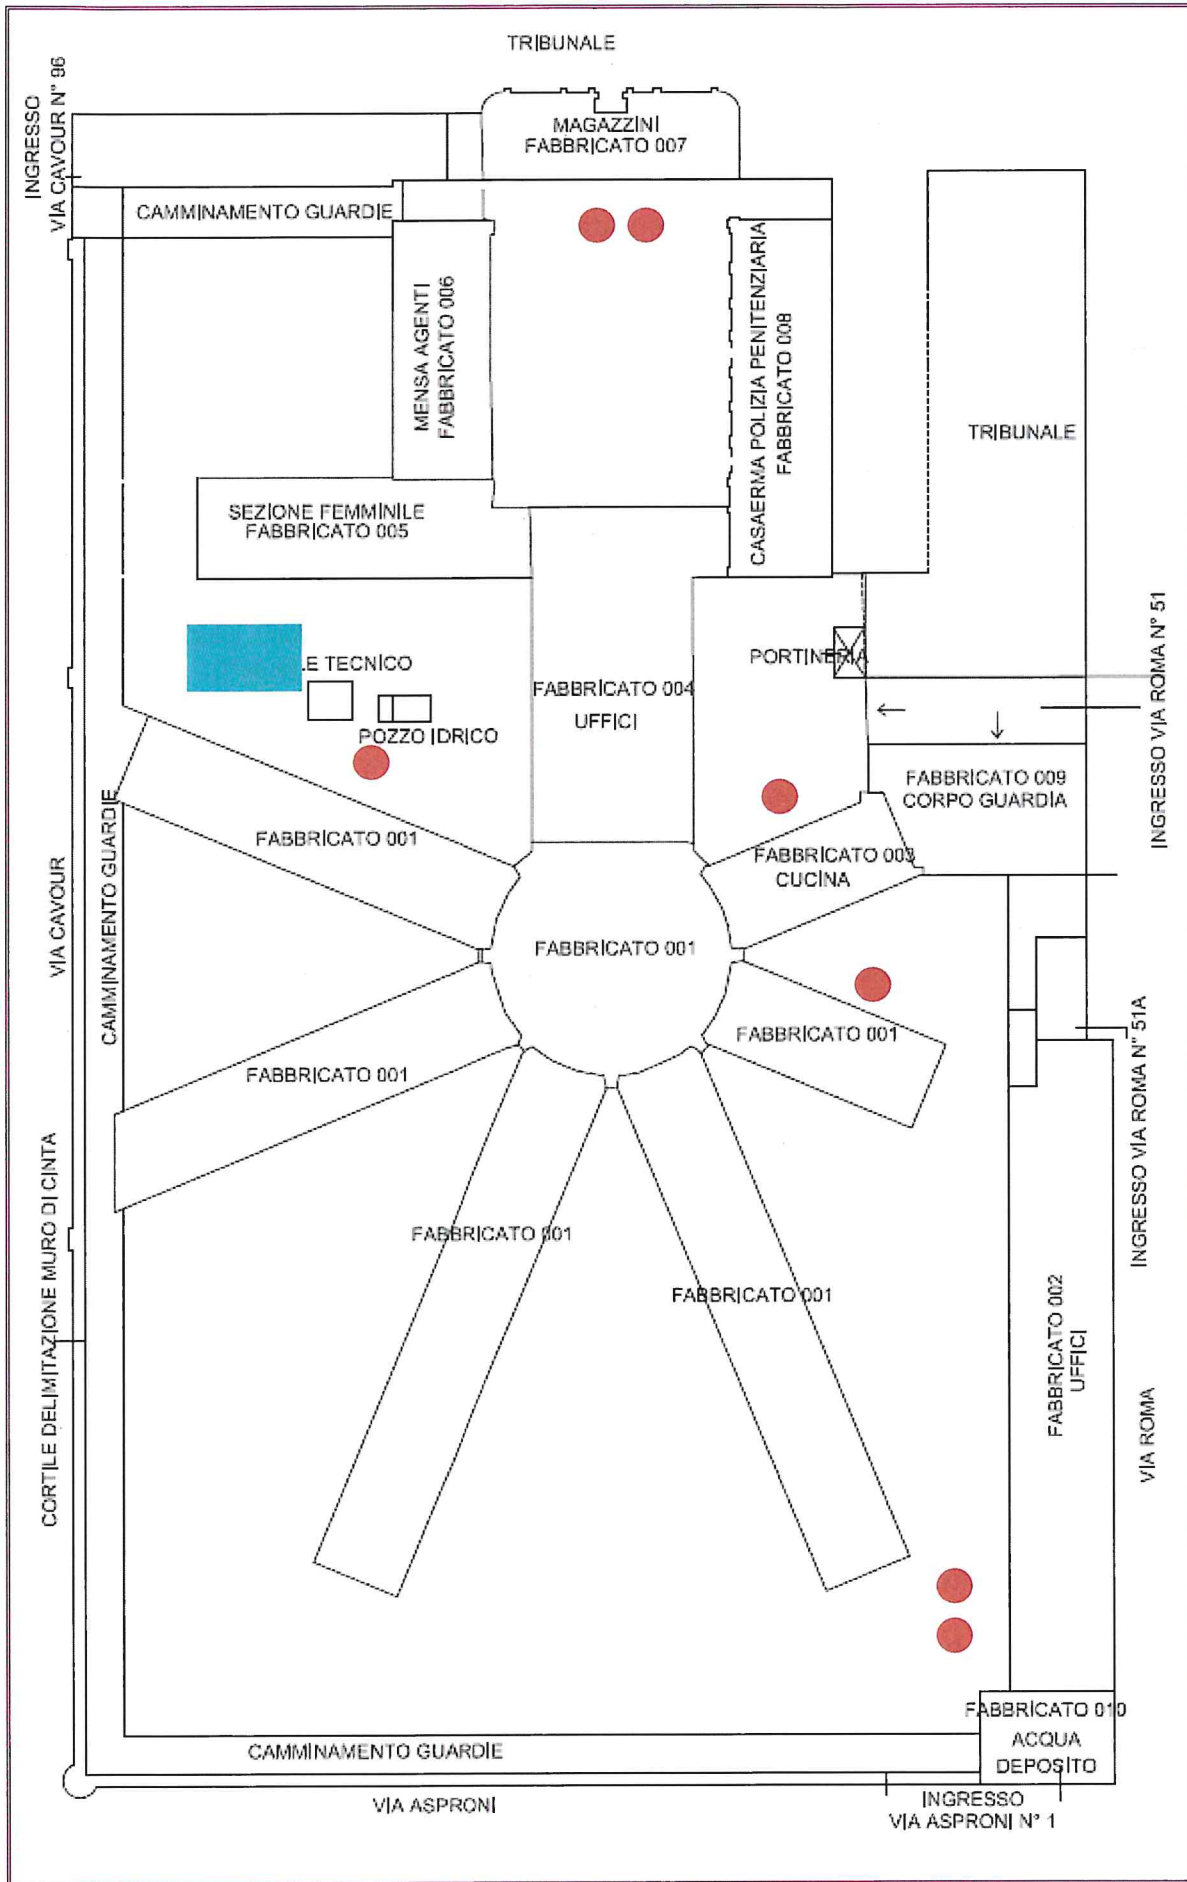 TRIBUNALE
INGRESSO
VIA CAVOUR N° 96
MAGAZZINI
FABBRICATO 007
CAMMINAMENTO GUARDIE
MENSA AGENTI
FABBRICATO 006
CASAERMA POLIZIA PENITENZIARIA
FABBRICATO 008
TRIBUNALE
SEZIONE FEMMINILE
FABBRICATO 005
INGRESSO VIA ROMA N° 51
PORTINERIA
LE TECNICO
FABBRICATO 004
UFFICI
POZZO IDRICO
FABBRICATO 009
CORPO GUARDIA
FABBRICATO 001
FABBRICATO 003
CUCINA
VIA CAVOUR
CAMMINAMENTO GUARDIE
FABBRICATO 001
FABBRICATO 001
FABBRICATO 001
INGRESSO VIA ROMA N° 51A
CORTILE DELIMITAZIONE MURO DI CINTA
FABBRICATO 001
FABBRICATO 001
FABBRICATO 002
UFFICI
VIA ROMA
FABBRICATO 010
ACQUA
DEPOSITO
CAMMINAMENTO GUARDIE
VIA ASPRONI
INGRESSO
VIA ASPRONI N° 1